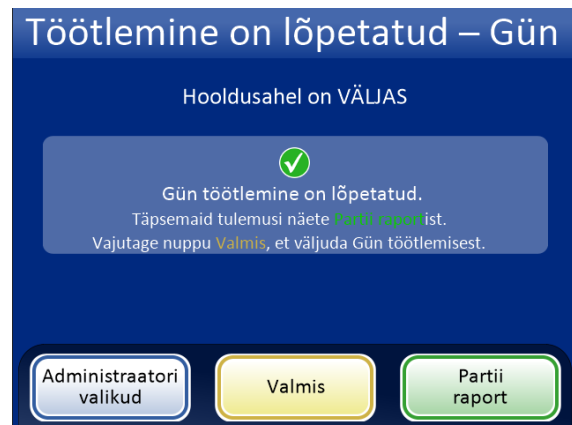 Töötlemine on lõpetatud – Gün
Hooldusahel on VÄLJAS
Gün töötlemine on lõpetatud.
Täpsemaid tulemusi näete Partii raportist.
Vajutage nuppu Valmis, et väljuda Gün töötlemisest.
Administraatori
valikud
Valmis
Partii
raport